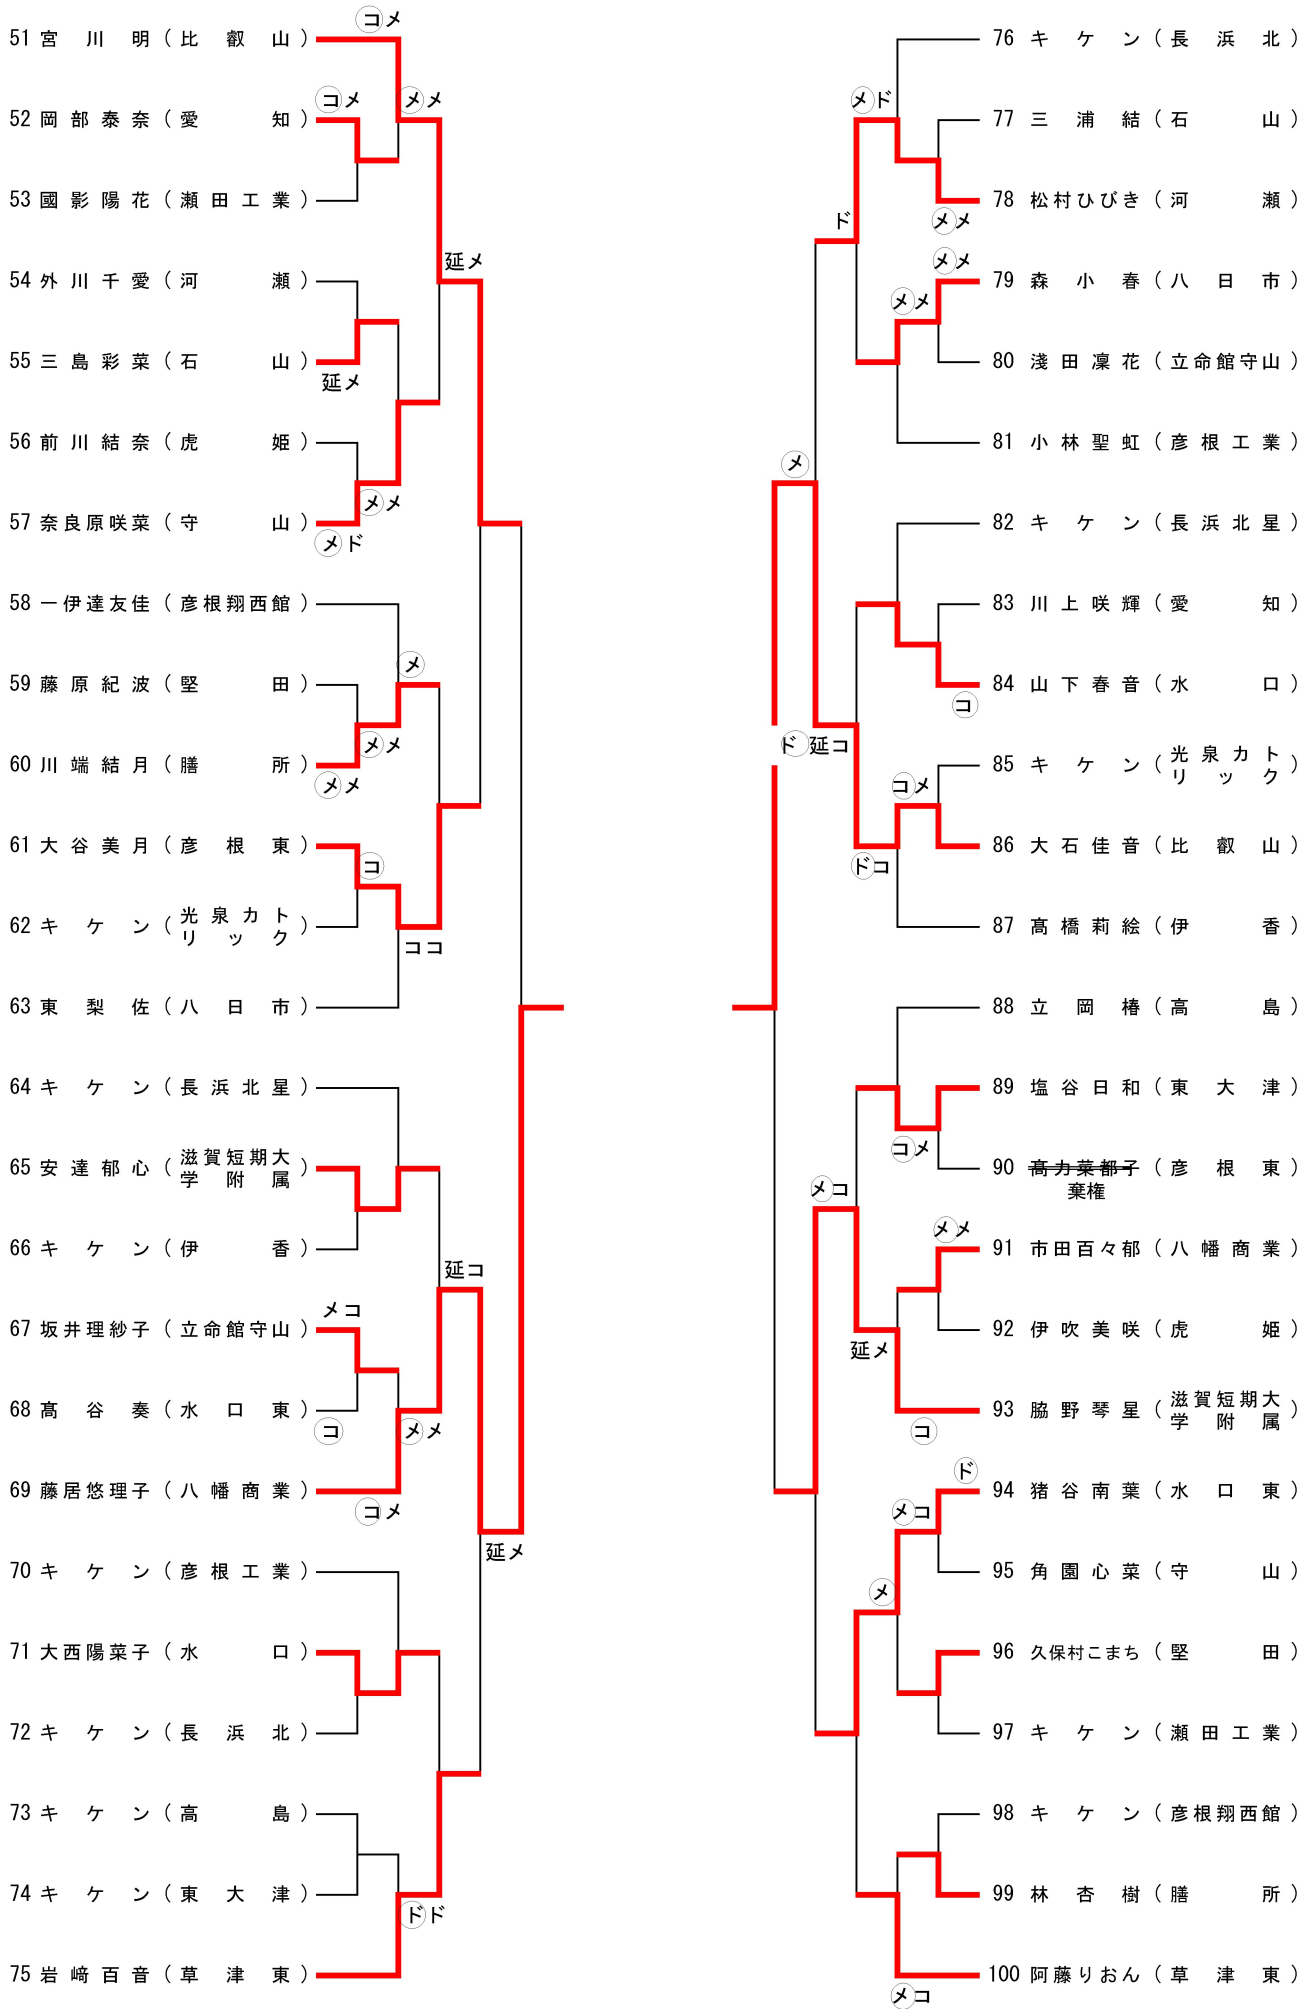 コメ
51 宮川明（比叡山）
コメ メメ
52 岡部泰奈（愛知）
53 國影陽花（瀬田工業）
延メ
54 外川千愛（河瀬）
55 三島彩菜（石山）
延メ
56 前川結奈（虎姫）
メメ
57 奈良原咲菜（守山）
メド
58 一伊達友佳（彦根翔西館）
メ
59 藤原紀波（堅田）
メメ
60 川端結月（膳所）
メメ
61 大谷美月（彦根東）
コ
62 キケン（光泉カトリック）
ココ
63 東梨佐（八日市）
64 キケン（長浜北星）
65 安達郁心（滋賀短期大学附属）
66 キケン（伊香）
延コ
メコ
67 坂井理紗子（立命館守山）
68 髙谷奏（水口東）
コ メメ
69 藤居悠理子（八幡商業）
コメ
延メ
70 キケン（彦根工業）
71 大西陽菜子（水口）
72 キケン（長浜北）
73 キケン（高島）
74 キケン（東大津）
ドド
75 岩﨑百音（草津東）
76 キケン（長浜北）
メド
77 三浦結（石山）
78 松村ひびき（河瀬）
ド メメ
メメ
79 森小春（八日市）
メメ
80 淺田凜花（立命館守山）
81 小林聖虹（彦根工業）
メ
82 キケン（長浜北星）
83 川上咲輝（愛知）
84 山下春音（水口）
コ
ド 延コ
85 キケン（光泉カトリック）
コメ
86 大石佳音（比叡山）
ドコ
87 髙橋莉絵（伊香）
88 立岡椿（高島）
89 塩谷日和（東大津）
コメ
90 髙力菜都子（彦根東）
棄権
メコ
メメ
91 市田百々郁（八幡商業）
92 伊吹美咲（虎姫）
延メ
93 脇野琴星（滋賀短期大学附属）
コ
ド
94 猪谷南葉（水口東）
メコ
95 角園心菜（守山）
メ
96 久保村こまち（堅田）
97 キケン（瀬田工業）
98 キケン（彦根翔西館）
99 林杏樹（膳所）
100 阿藤りおん（草津東）
メコ